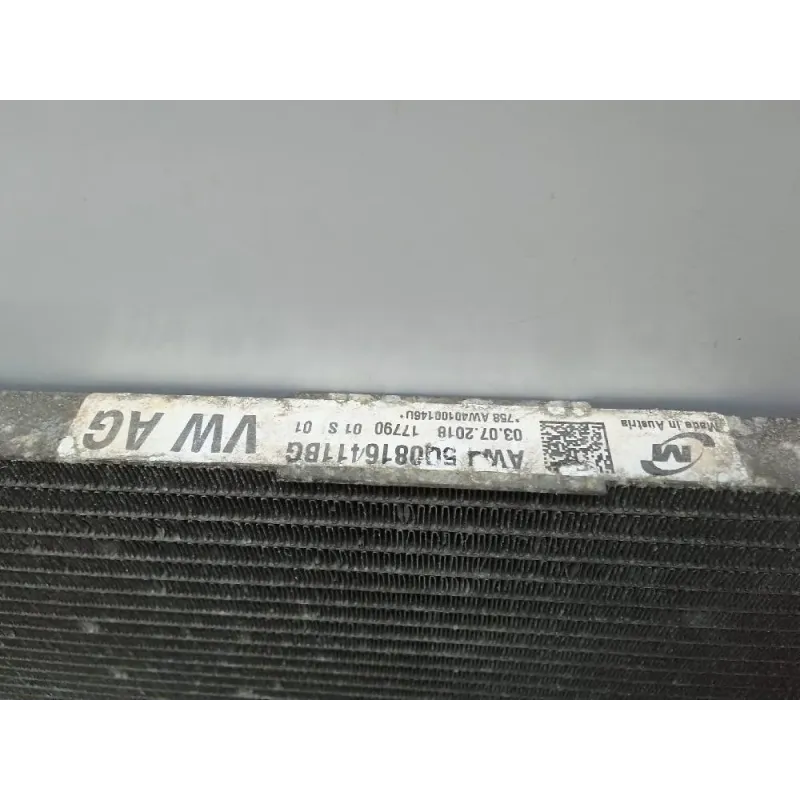 M
Made in Austria
AWJ 5Q0816411BG
03.07.2018 17790 01 S 01
*758 AW40100146U*
VW AG